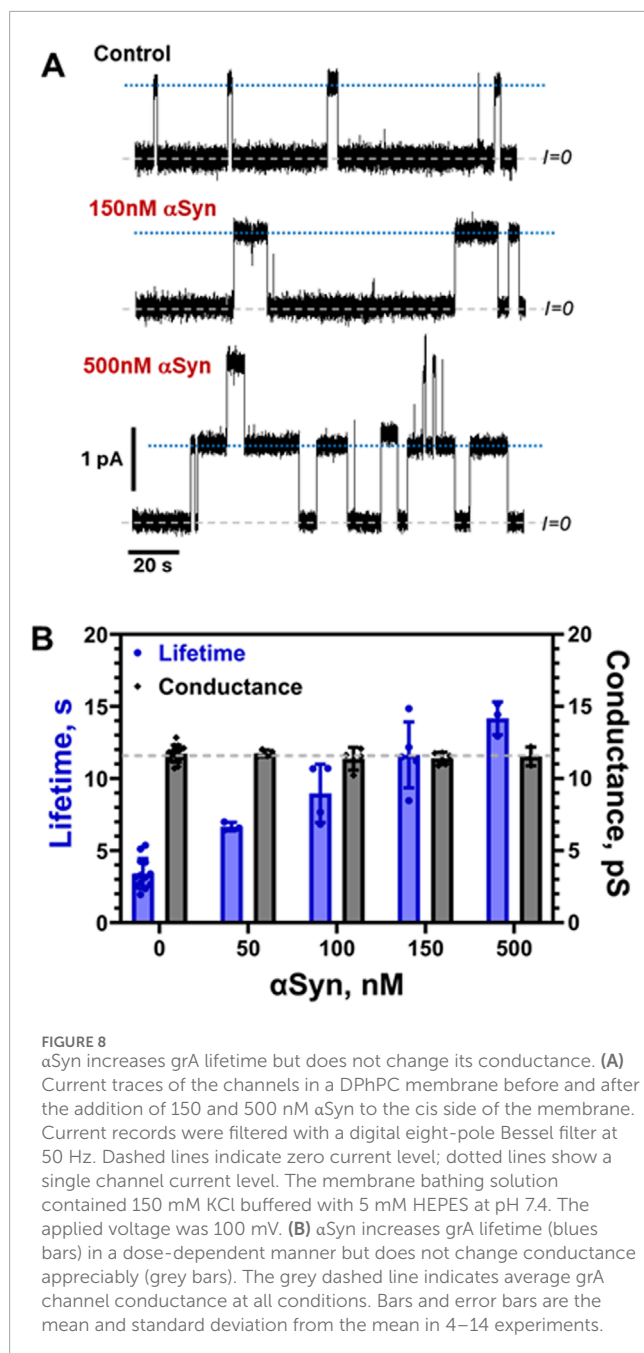 A
Control
I=0
150nM αSyn
I=0
500nM αSyn
1 pA
I=0
20 s
B
Lifetime
Conductance
Lifetime, s
Conductance, pS
20
15
10
5
0
20
15
10
5
0
0 50 100 150 500
αSyn, nM
FIGURE 8
αSyn increases grA lifetime but does not change its conductance. (A)
Current traces of the channels in a DPhPC membrane before and after
the addition of 150 and 500 nM αSyn to the cis side of the membrane.
Current records were filtered with a digital eight-pole Bessel filter at
50 Hz. Dashed lines indicate zero current level; dotted lines show a
single channel current level. The membrane bathing solution
contained 150 mM KCl buffered with 5 mM HEPES at pH 7.4. The
applied voltage was 100 mV. (B) αSyn increases grA lifetime (blues
bars) in a dose-dependent manner but does not change conductance
appreciably (grey bars). The grey dashed line indicates average grA
channel conductance at all conditions. Bars and error bars are the
mean and standard deviation from the mean in 4–14 experiments.